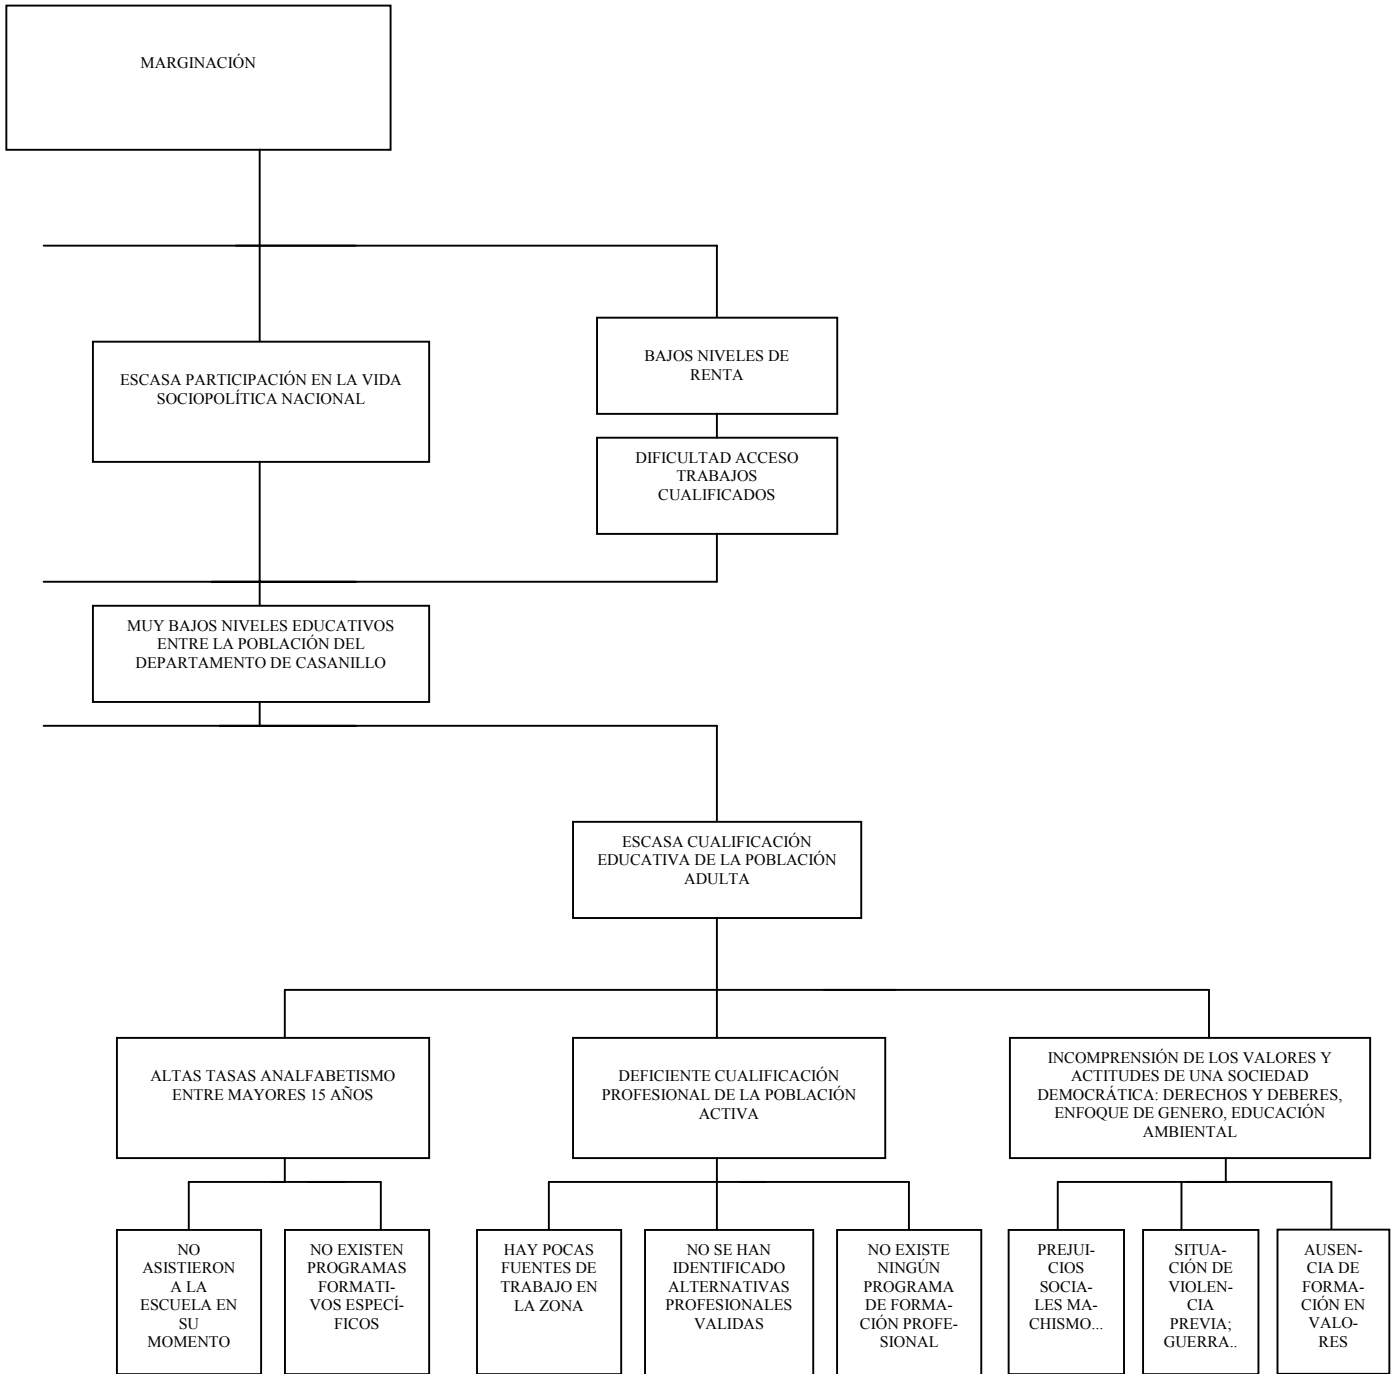 MARGINACIÓN
ESCASA PARTICIPACIÓN EN LA VIDA
SOCIOPOLÍTICA NACIONAL
BAJOS NIVELES DE
RENTA
DIFICULTAD ACCESO
TRABAJOS
CUALIFICADOS
MUY BAJOS NIVELES EDUCATIVOS
ENTRE LA POBLACIÓN DEL
DEPARTAMENTO DE CASANILLO
ESCASA CUALIFICACIÓN
EDUCATIVA DE LA POBLACIÓN
ADULTA
ALTAS TASAS ANALFABETISMO
ENTRE MAYORES 15 AÑOS
DEFICIENTE CUALIFICACIÓN
PROFESIONAL DE LA POBLACIÓN
ACTIVA
INCOMPRENSIÓN DE LOS VALORES Y
ACTITUDES DE UNA SOCIEDAD
DEMOCRÁTICA: DERECHOS Y DEBERES,
ENFOQUE DE GENERO, EDUCACIÓN
AMBIENTAL
NO
ASISTIERON
A LA
ESCUELA EN
SU
MOMENTO
NO EXISTEN
PROGRAMAS
FORMATI-
VOS ESPECÍ-
FICOS
HAY POCAS
FUENTES DE
TRABAJO EN
LA ZONA
NO SE HAN
IDENTIFICADO
ALTERNATIVAS
PROFESIONALES
VALIDAS
NO EXISTE
NINGÚN
PROGRAMA
DE FORMA-
CIÓN PROFE-
SIONAL
PREJUI-
CIOS
SOCIA-
LES MA-
CHISMO...
SITUA-
CIÓN DE
VIOLEN-
CIA
PREVIA;
GUERRA..
AUSEN-
CIA DE
FORMA-
CIÓN EN
VALO-
RES